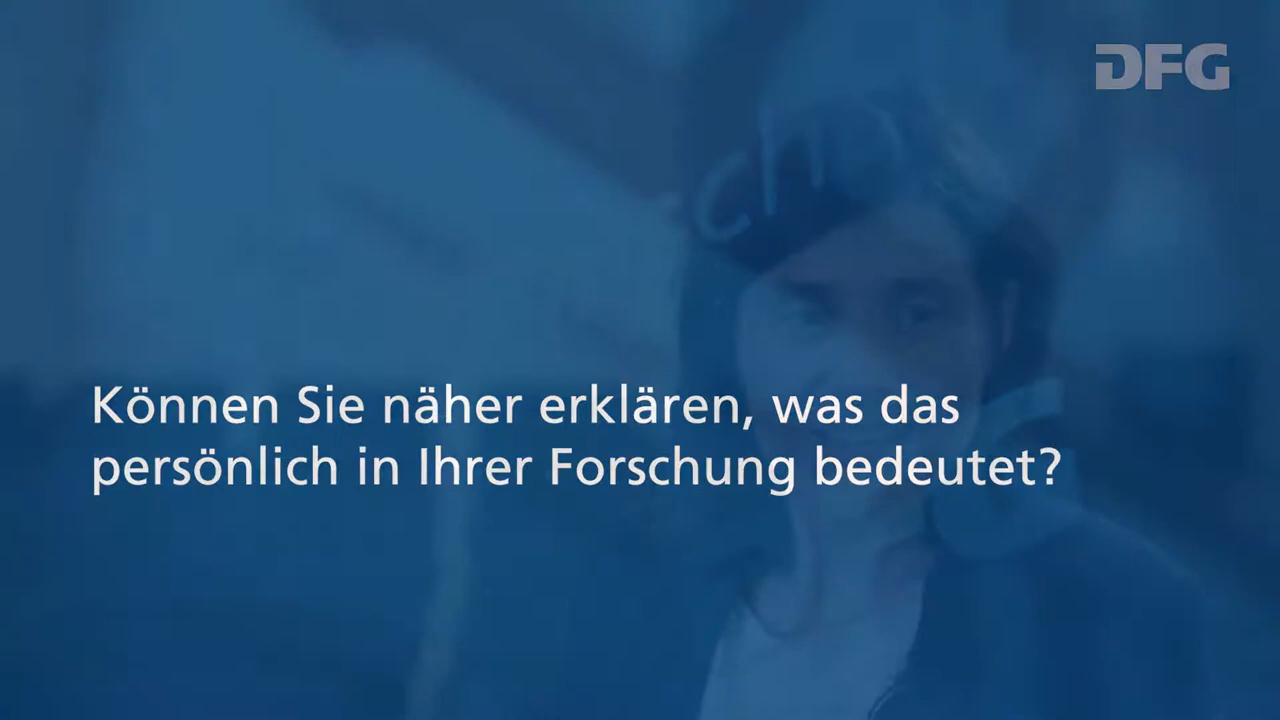 DFG
Können Sie näher erklären, was das
persönlich in Ihrer Forschung bedeutet?